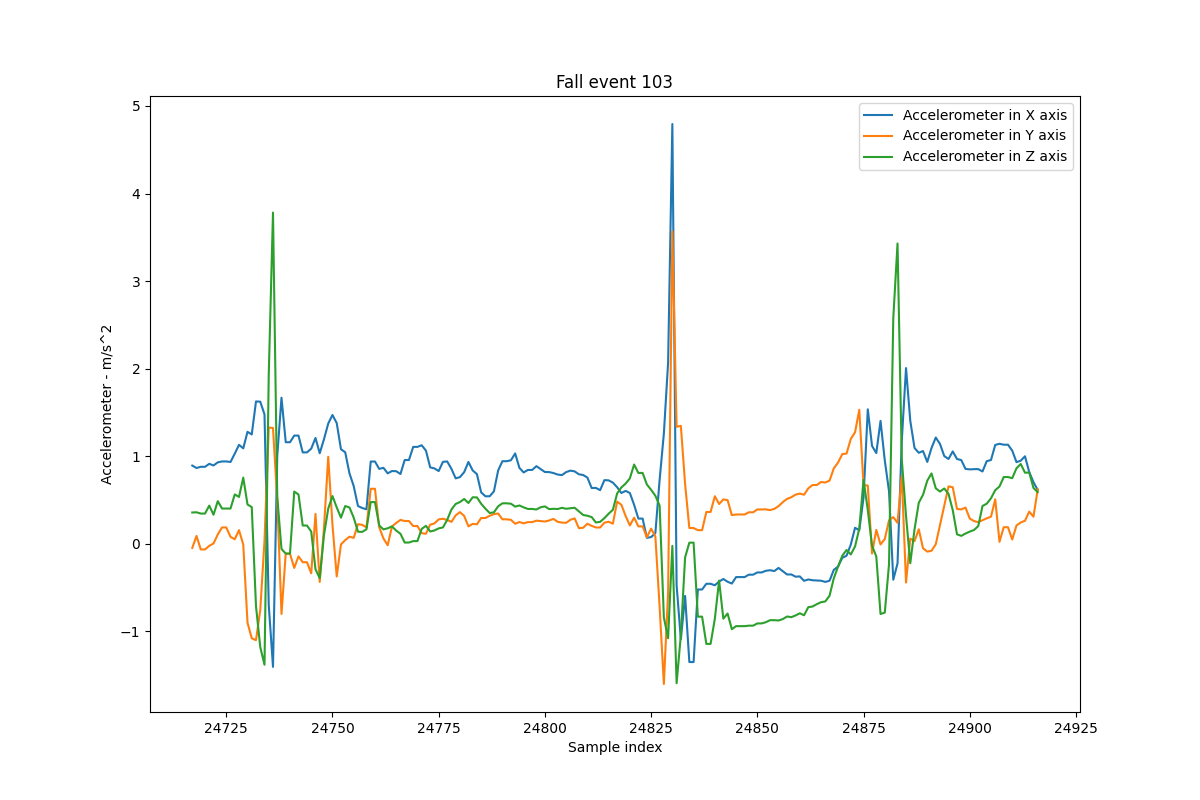 Fall event 103
Accelerometer in X axis
Accelerometer in Y axis
Accelerometer in Z axis
Accelerometer - m/s^2
5
4
3
2
1
0
−1
24725 24750 24775 24800 24825 24850 24875 24900 24925
Sample index